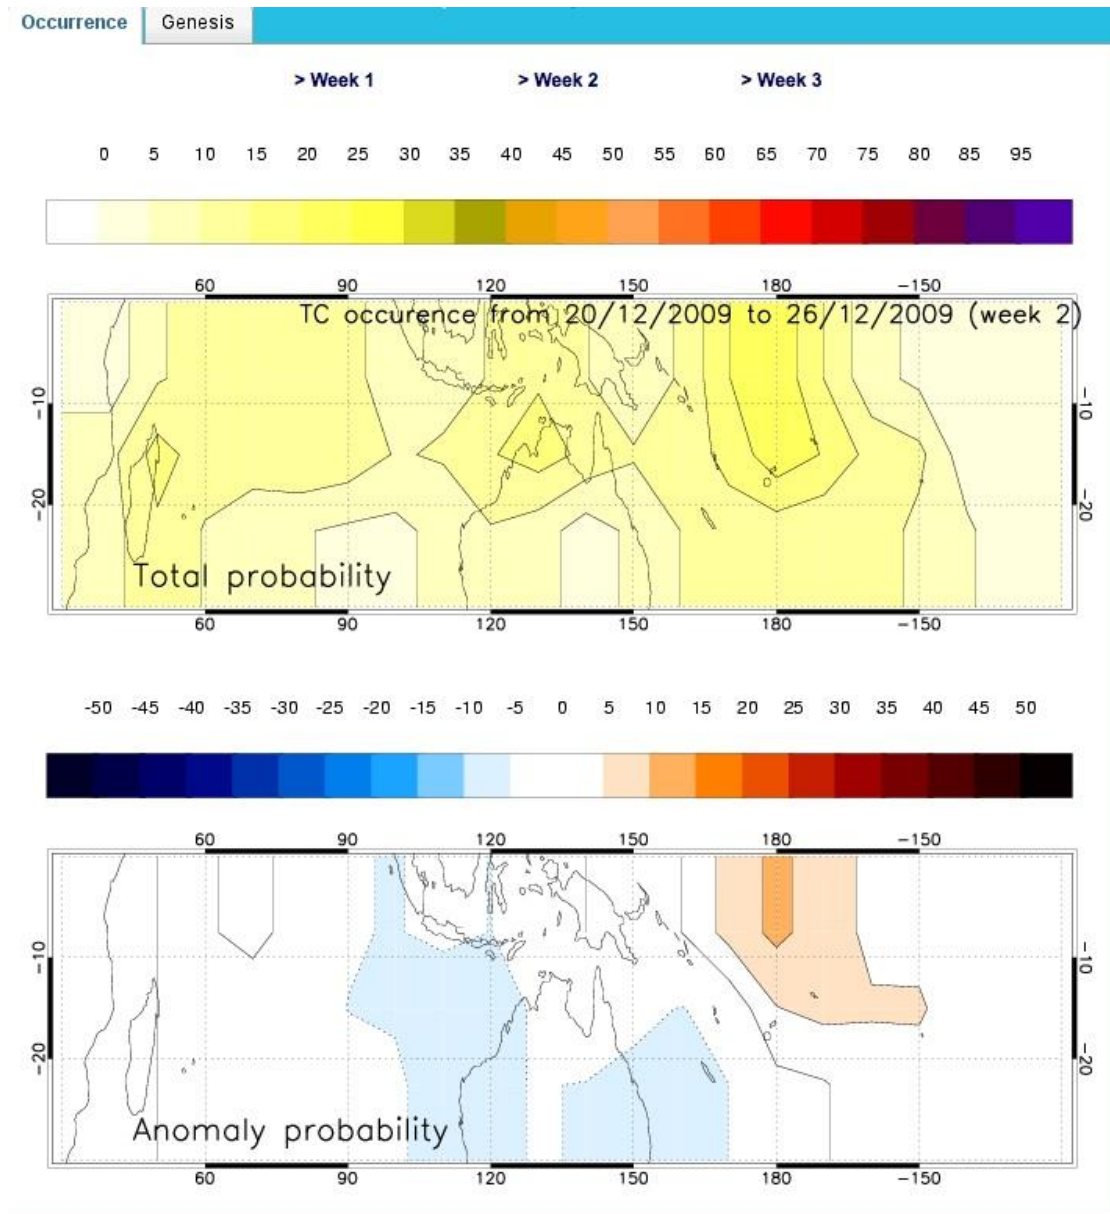 Occurrence Genesis
> Week 1 > Week 2 > Week 3
0 5 10 15 20 25 30 35 40 45 50 55 60 65 70 75 80 85 95
60 90 120 150 180 −150
TC occurence from 20/12/2009 to 26/12/2009 (week 2)
−10 −10
−20 −20
Total probability
60 90 120 150 180 −150
-50 -45 -40 -35 -30 -25 -20 -15 -10 -5 0 5 10 15 20 25 30 35 40 45 50
60 90 120 150 180 −150
−10 −10
−20 −20
Anomaly probability
60 90 120 150 180 −150